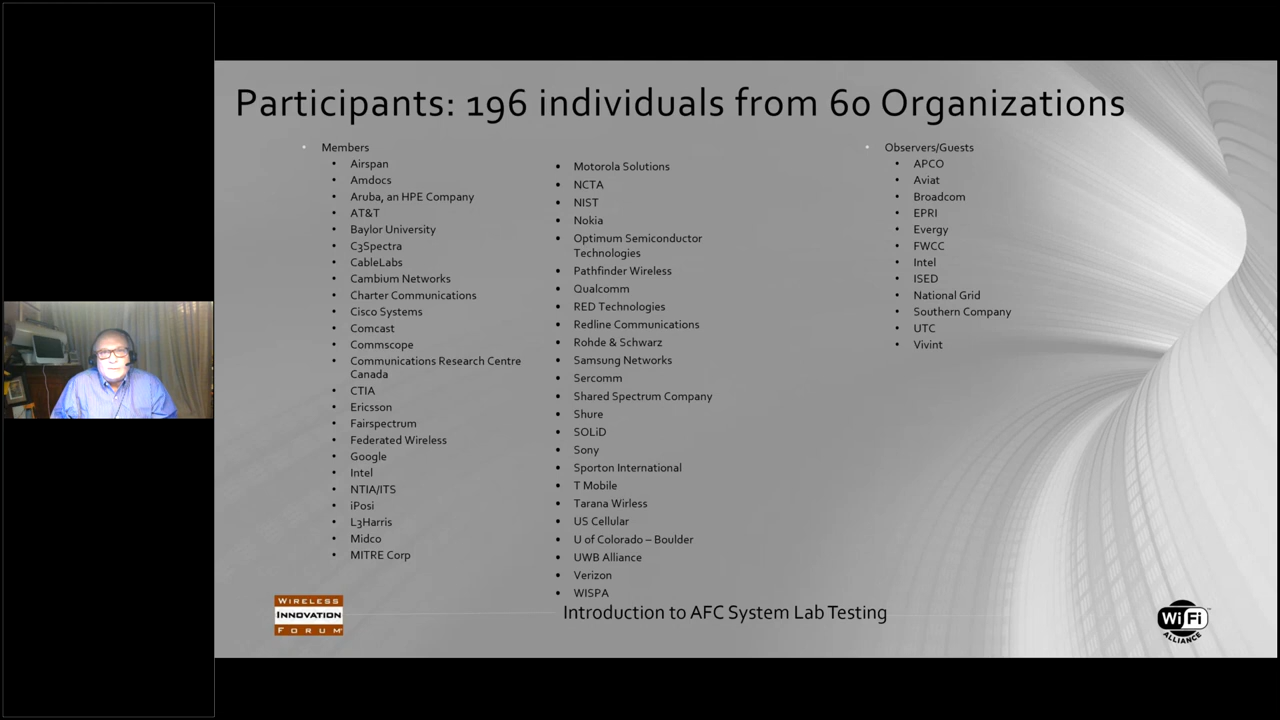 Participants: 196 individuals from 60 Organizations
Members
Airspan
Amdocs
Aruba, an HPE Company
AT&T
Baylor University
C3Spectra
CableLabs
Cambium Networks
Charter Communications
Cisco Systems
Comcast
Commscope
Communications Research Centre
Canada
CTIA
Ericsson
Fairspectrum
Federated Wireless
Google
Intel
NTIA/ITS
iPosi
L3Harris
Midco
MITRE Corp
Motorola Solutions
NCTA
NIST
Nokia
Optimum Semiconductor
Technologies
Pathfinder Wireless
Qualcomm
RED Technologies
Redline Communications
Rohde & Schwarz
Samsung Networks
Sercomm
Shared Spectrum Company
Shure
SOLiD
Sony
Sporton International
T Mobile
Tarana Wirless
US Cellular
U of Colorado – Boulder
UWB Alliance
Verizon
WISPA
Observers/Guests
APCO
Aviat
Broadcom
EPRI
Evergy
FWCC
Intel
ISED
National Grid
Southern Company
UTC
Vivint
WIRELESS
INNOVATION
FORUM
Introduction to AFC System Lab Testing
Wi Fi
ALLIANCE